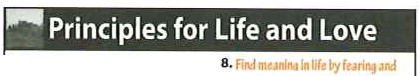 Principles for Life and Love
8. Find meaning in life by fearing and